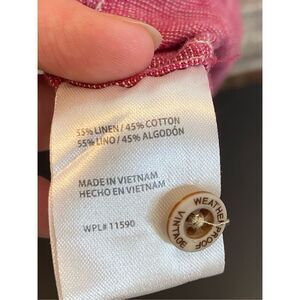 55% LINEN / 45% COTTON
55% LINO / 45% ALGODÓN
MADE IN VIETNAM
HECHO EN VIETNAM
WPL# 11590
WEATHERPROOF
VINTAGE